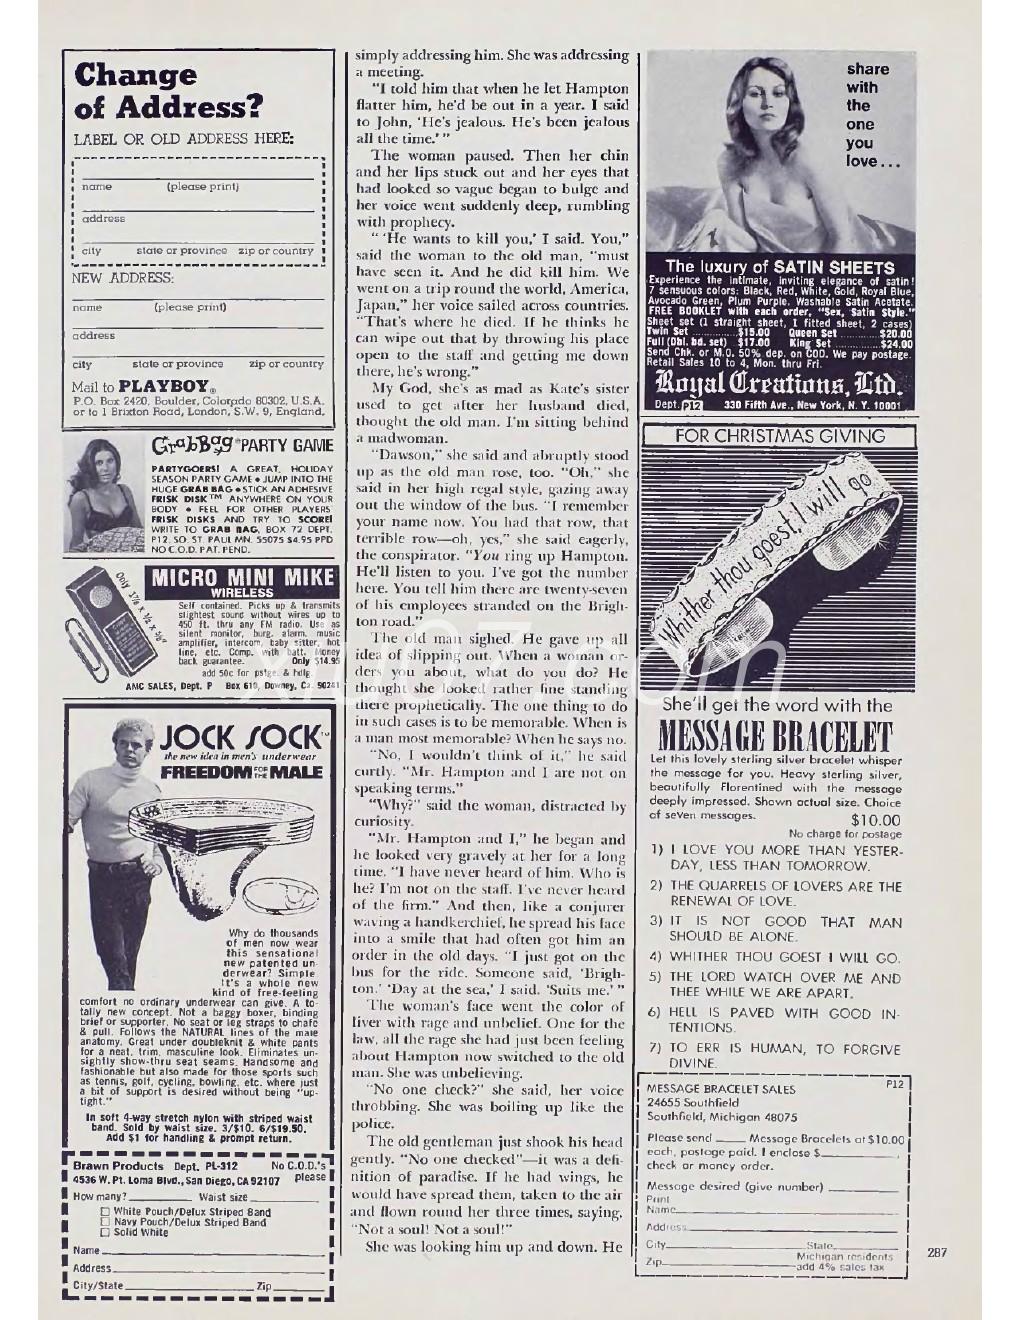 Change
of Address?
LABEL OR OLD ADDRESS HERE:
name (please print)
address
city state or province zip or country
NEW ADDRESS:
name (please print)
address
city state or province zip or country
Mail to PLAYBOY®
P.O. Box 2420, Boulder, Colorado 80302, U.S.A.
or to 1 Brixton Road, London, S.W. 9, England.
GrabBag PARTY GAME
PARTYGOERS! A GREAT, HOLIDAY
SEASON PARTY GAME • JUMP INTO THE
HUGE GRAB BAG • STICK AN ADHESIVE
FRISK DISK™ ANYWHERE ON YOUR
BODY • FEEL FOR OTHER PLAYERS'
FRISK DISKS AND TRY TO SCORE!
WRITE TO GRAB BAG, BOX 72 DEPT.
P12, SO. ST. PAUL MN. 55075 $4.95 PPD
NO C.O.D. PAT. PEND.
Only 1⅞ x ¾ x ⅝"
MICRO MINI MIKE
WIRELESS
Self contained. Picks up & transmits
slightest sound without wires up to
450 ft. thru any FM radio. Use as
silent monitor, burg. alarm, music
amplifier, intercom, baby sitter, hot
line, etc. Comp. with batt. Money
back guarantee. Only $14.95
add 50c for pstge. & hdlg.
AMC SALES, Dept. P Box 610, Downey, Ca. 90241
JOCK SOCK™
the new idea in men's underwear
FREEDOM FOR THE MALE
Why do thousands
of men now wear
this sensational
new patented un-
derwear? Simple.
It's a whole new
kind of free-feeling
comfort no ordinary underwear can give. A to-
tally new concept. Not a baggy boxer, binding
brief or supporter. No seat or leg straps to chafe
& pull. Follows the NATURAL lines of the male
anatomy. Great under doubleknit & white pants
for a neat, trim, masculine look. Eliminates un-
sightly show-thru seat seams. Handsome and
fashionable but also made for those sports such
as tennis, golf, cycling, bowling, etc. where just
a bit of support is desired without being "up-
tight."
In soft 4-way stretch nylon with striped waist
band. Sold by waist size. 3/$10. 6/$19.50.
Add $1 for handling & prompt return.
Brawn Products Dept. PL-312 No C.O.D.'s
4536 W. Pt. Loma Blvd., San Diego, CA 92107 please
How many? Waist size
White Pouch/Delux Striped Band
Navy Pouch/Delux Striped Band
Solid White
Name
Address
City/State Zip
simply addressing him. She was addressing
a meeting.
"I told him that when he let Hampton
flatter him, he'd be out in a year. I said
to John, 'He's jealous. He's been jealous
all the time.' "
The woman paused. Then her chin
and her lips stuck out and her eyes that
had looked so vague began to bulge and
her voice went suddenly deep, rumbling
with prophecy.
" 'He wants to kill you,' I said. You,"
said the woman to the old man, "must
have seen it. And he did kill him. We
went on a trip round the world, America,
Japan," her voice sailed across countries.
"That's where he died. If he thinks he
can wipe out that by throwing his place
open to the staff and getting me down
there, he's wrong."
My God, she's as mad as Kate's sister
used to get after her husband died,
thought the old man. I'm sitting behind
a madwoman.
"Dawson," she said and abruptly stood
up as the old man rose, too. "Oh," she
said in her high regal style, gazing away
out the window of the bus. "I remember
your name now. You had that row, that
terrible row—oh, yes," she said eagerly,
the conspirator. "You ring up Hampton.
He'll listen to you. I've got the number
here. You tell him there are twenty-seven
of his employees stranded on the Brigh-
ton road."
The old man sighed. He gave up all
idea of slipping out. When a woman or-
ders you about, what do you do? He
thought she looked rather fine standing
there prophetically. The one thing to do
in such cases is to be memorable. When is
a man most memorable? When he says no.
"No, I wouldn't think of it," he said
curtly. "Mr. Hampton and I are not on
speaking terms."
"Why?" said the woman, distracted by
curiosity.
"Mr. Hampton and I," he began and
he looked very gravely at her for a long
time. "I have never heard of him. Who is
he? I'm not on the staff. I've never heard
of the firm." And then, like a conjurer
waving a handkerchief, he spread his face
into a smile that had often got him an
order in the old days. "I just got on the
bus for the ride. Someone said, 'Brigh-
ton.' 'Day at the sea,' I said. 'Suits me.' "
The woman's face went the color of
liver with rage and unbelief. One for the
law, all the rage she had just been feeling
about Hampton now switched to the old
man. She was unbelieving.
"No one check?" she said, her voice
throbbing. She was boiling up like the
police.
The old gentleman just shook his head
gently. "No one checked"—it was a defi-
nition of paradise. If he had wings, he
would have spread them, taken to the air
and flown round her three times, saying,
"Not a soul! Not a soul!"
She was looking him up and down. He
share
with
the
one
you
love...
The luxury of SATIN SHEETS
Experience the intimate, inviting elegance of satin!
7 sensuous colors: Black, Red, White, Gold, Royal Blue,
Avocado Green, Plum Purple. Washable Satin Acetate.
FREE BOOKLET with each order, "Sex, Satin Style."
Sheet set (1 straight sheet, 1 fitted sheet, 2 cases)
Twin Set $15.00 Queen Set $20.00
Full (Dbl. bd. set) $17.00 King Set $24.00
Send Chk. or M.O. 50% dep. on COD. We pay postage.
Retail Sales 10 to 4, Mon. thru Fri.
Royal Creations, Ltd.
Dept. P12 330 Fifth Ave., New York, N. Y. 10001
FOR CHRISTMAS GIVING
Whither thou goest, I will go
She'll get the word with the
MESSAGE BRACELET
Let this lovely sterling silver bracelet whisper
the message for you. Heavy sterling silver,
beautifully Florentined with the message
deeply impressed. Shown actual size. Choice
of seven messages. $10.00
No charge for postage
1) I LOVE YOU MORE THAN YESTER-
DAY, LESS THAN TOMORROW.
2) THE QUARRELS OF LOVERS ARE THE
RENEWAL OF LOVE.
3) IT IS NOT GOOD THAT MAN
SHOULD BE ALONE.
4) WHITHER THOU GOEST I WILL GO.
5) THE LORD WATCH OVER ME AND
THEE WHILE WE ARE APART.
6) HELL IS PAVED WITH GOOD IN-
TENTIONS.
7) TO ERR IS HUMAN, TO FORGIVE
DIVINE.
P12
MESSAGE BRACELET SALES
24655 Southfield
Southfield, Michigan 48075
Please send Message Bracelets at $10.00
each, postage paid. I enclose $
check or money order.
Message desired (give number)
Print
Name
Address
City State
Zip Michigan residents
add 4% sales tax
287